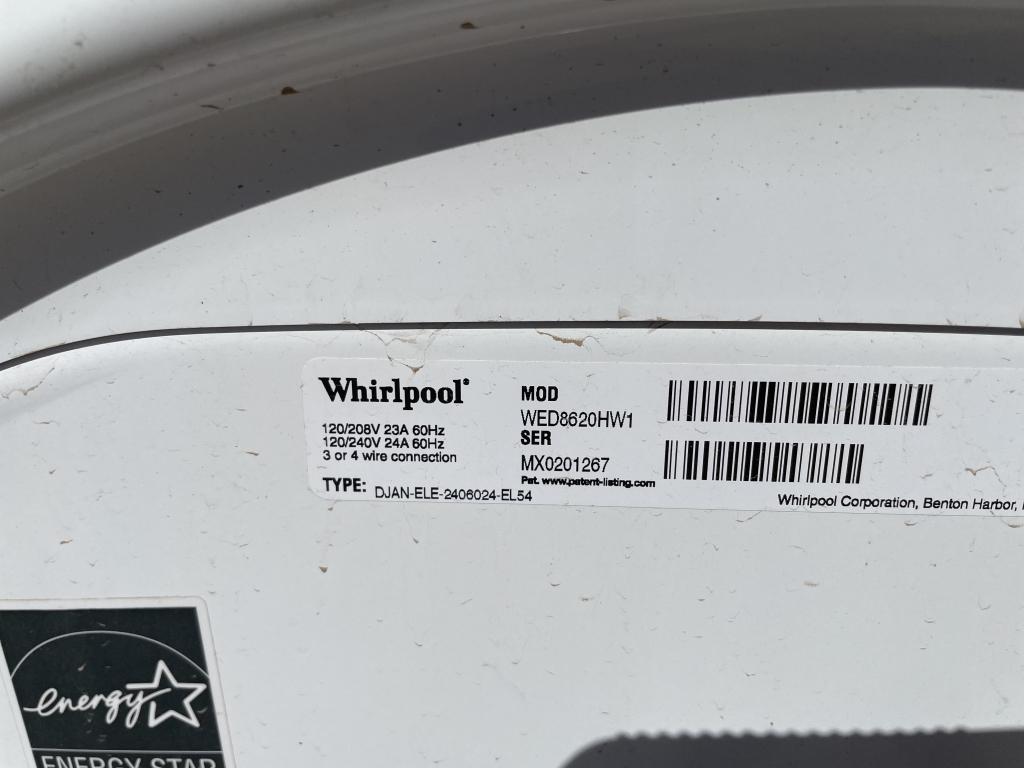 Whirlpool®
120/208V 23A 60Hz
120/240V 24A 60Hz
3 or 4 wire connection
TYPE: DJAN-ELE-2406024-EL54
MOD
WED8620HW1
SER
MX0201267
Pat. www.patent-listing.com
Whirlpool Corporation, Benton Harbor,
energy
ENERGY STAR